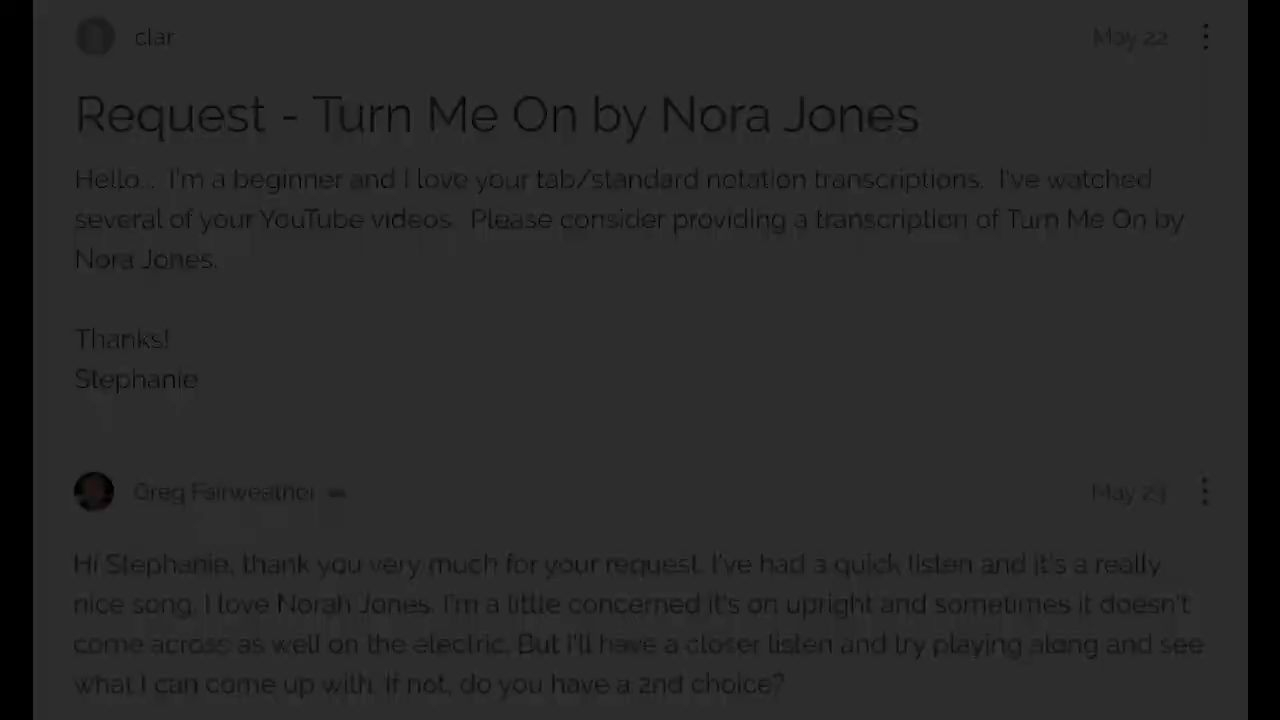 clar
May 22
Request - Turn Me On by Nora Jones
Hello... I'm a beginner and I love your tab/standard notation transcriptions. I've watched
several of your YouTube videos. Please consider providing a transcription of Turn Me On by
Nora Jones.
Thanks!
Stephanie
Greg Fairweather
May 23
Hi Stephanie, thank you very much for your request. I've had a quick listen and it's a really
nice song. I love Norah Jones. I'm a little concerned it's on upright and sometimes it doesn't
come across as well on the electric. But I'll have a closer listen and try playing along and see
what I can come up with. If not, do you have a 2nd choice?